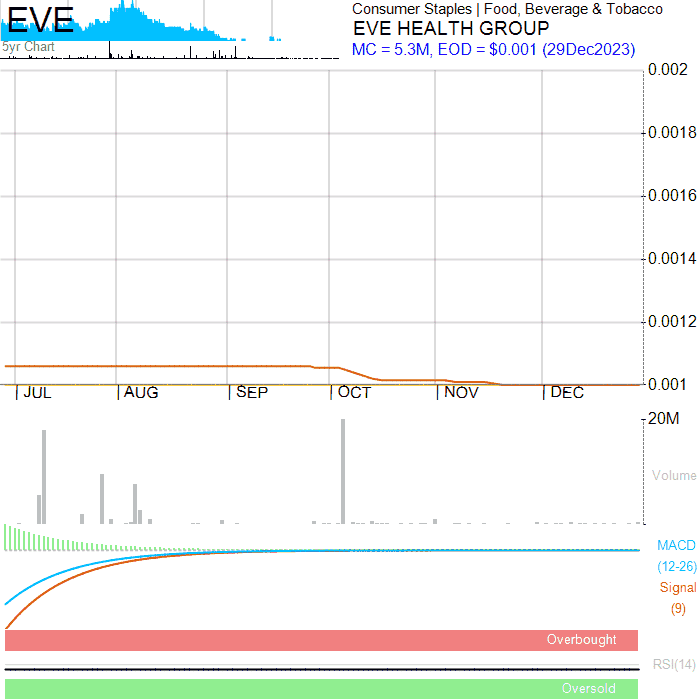 EVE
5yr Chart
Consumer Staples | Food, Beverage & Tobacco
EVE HEALTH GROUP
MC = 5.3M, EOD = $0.001 (29Dec2023)
0.002
0.0018
0.0016
0.0014
0.0012
0.001
JUL AUG SEP OCT NOV DEC
20M
Volume
MACD
(12-26)
Signal
(9)
Overbought
RSI(14)
Oversold